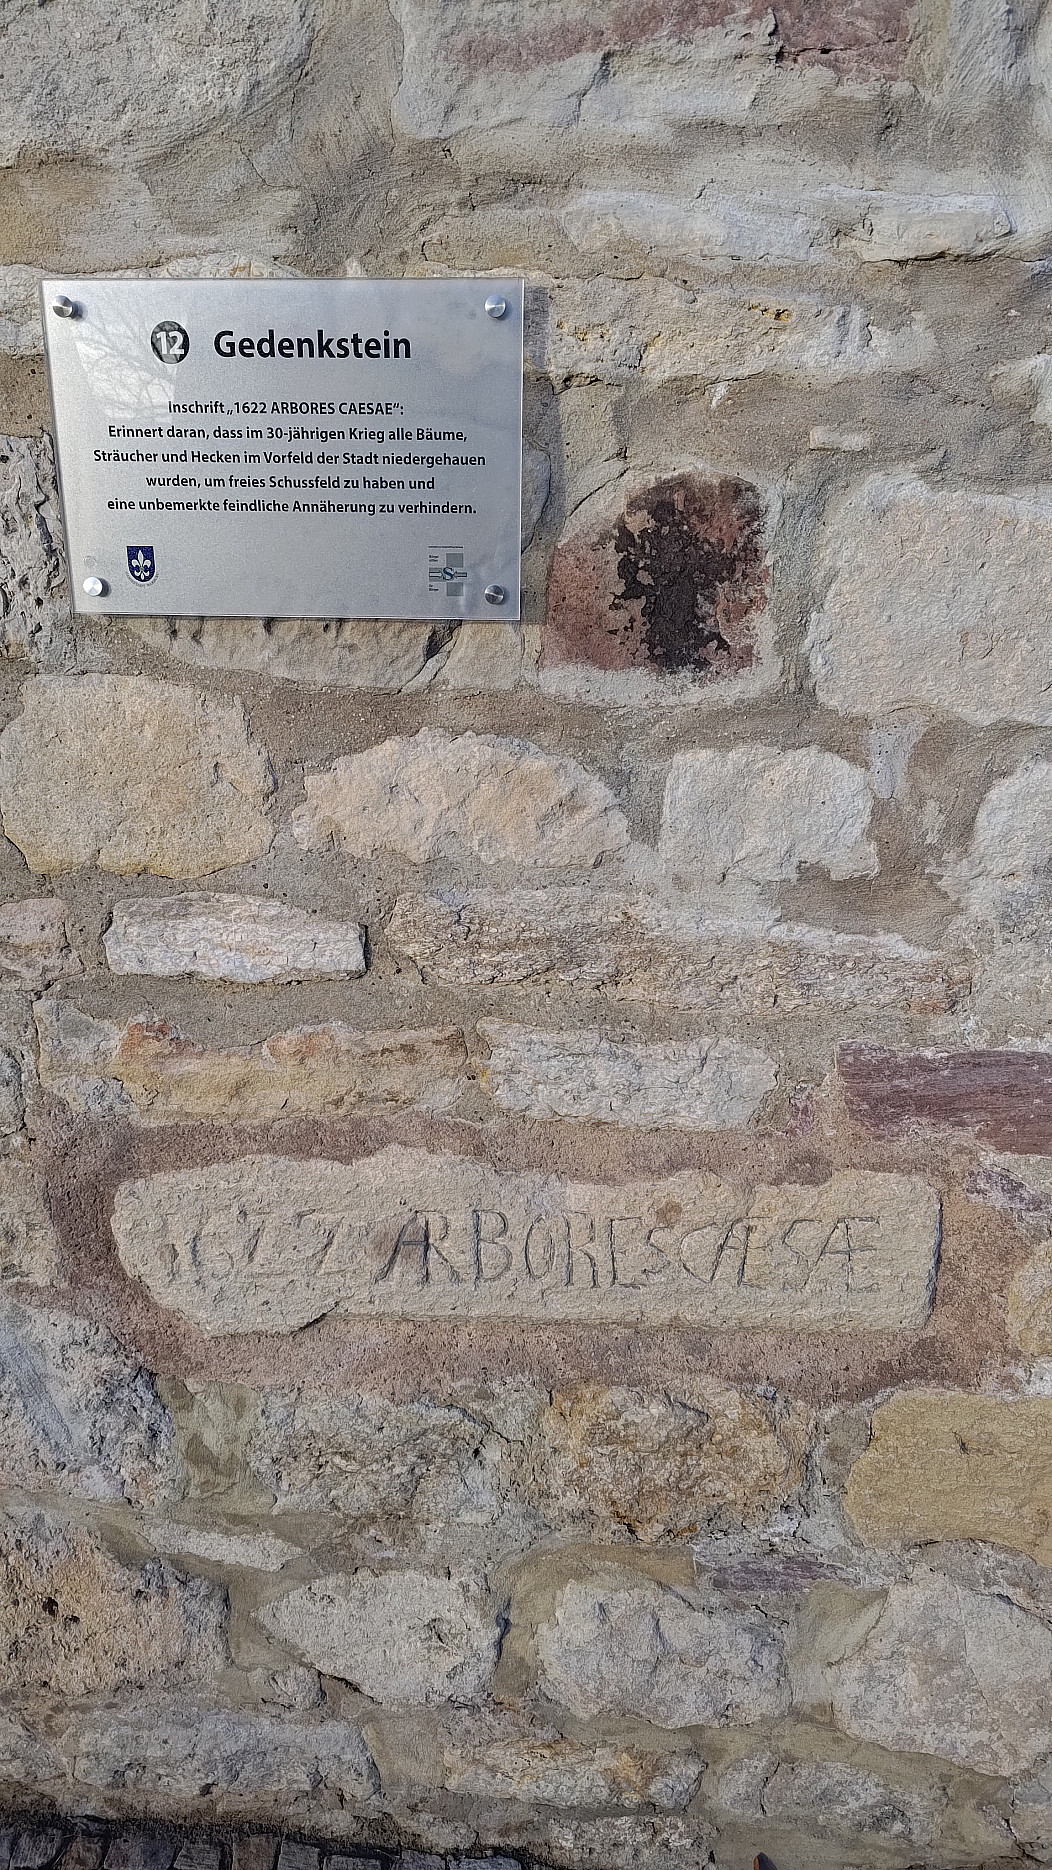 12 Gedenkstein
Inschrift „1622 ARBORES CAESAE“:
Erinnert daran, dass im 30-jährigen Krieg alle Bäume,
Sträucher und Hecken im Vorfeld der Stadt niedergehauen
wurden, um freies Schussfeld zu haben und
eine unbemerkte feindliche Annäherung zu verhindern.
1622 ARBORES CÆSÆ